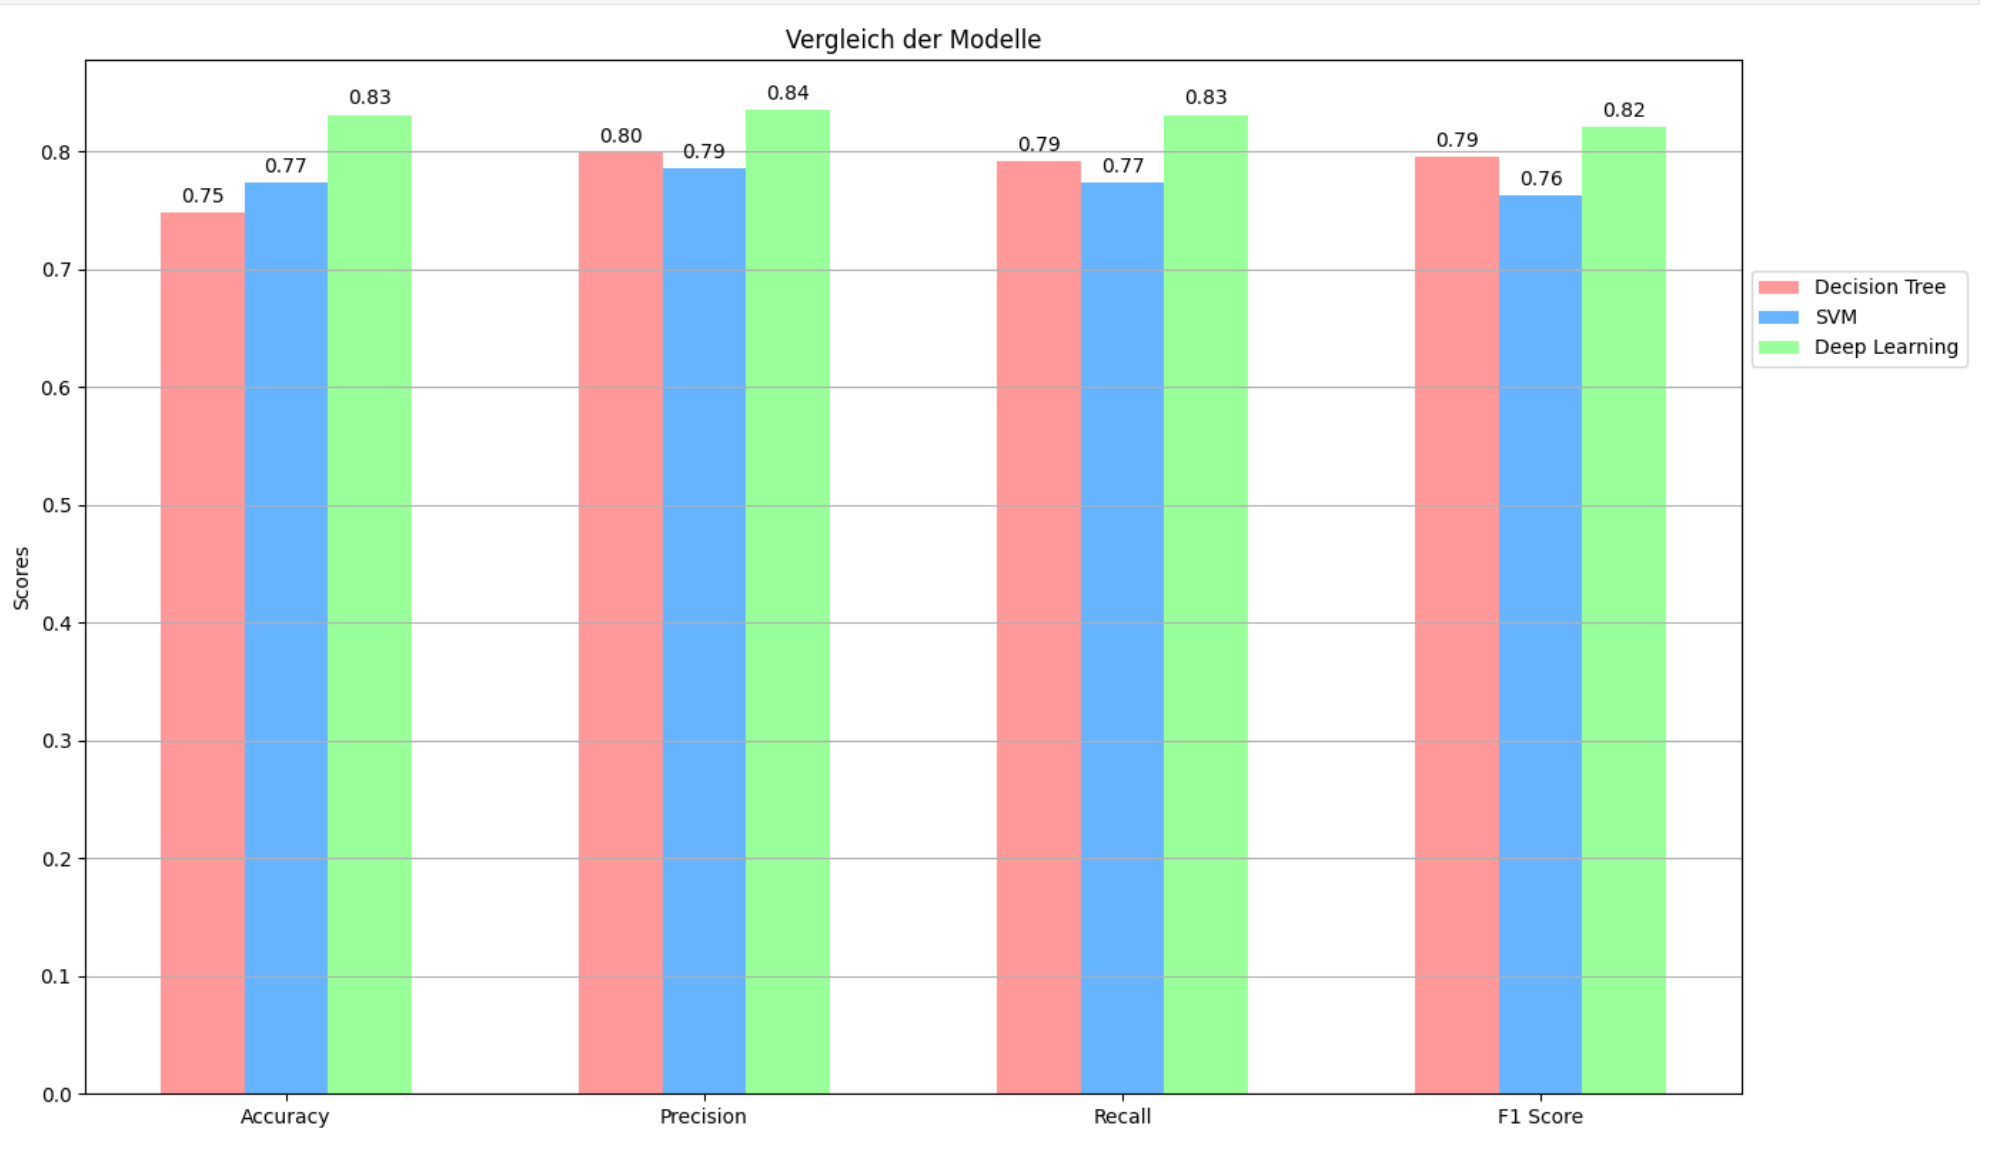 Vergleich der Modelle
0.83
0.84
0.83
0.82
0.80
0.79
0.79
0.79
0.77
0.77
0.76
0.75
0.8
0.7
0.6
0.5
0.4
0.3
0.2
0.1
0.0
Scores
Accuracy
Precision
Recall
F1 Score
Decision Tree
SVM
Deep Learning